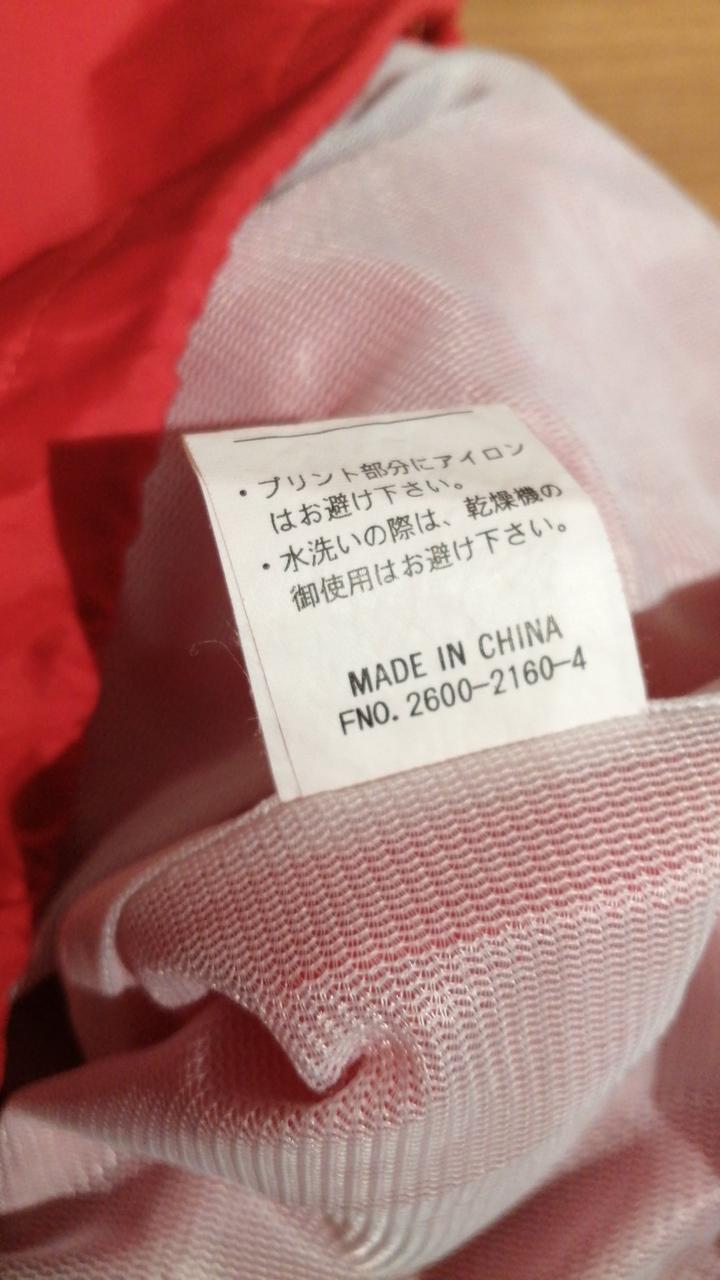 ・プリント部分にアイロン
はお避け下さい。
・水洗いの際は、乾燥機の
御使用はお避け下さい。
MADE IN CHINA
FNO. 2600-2160-4